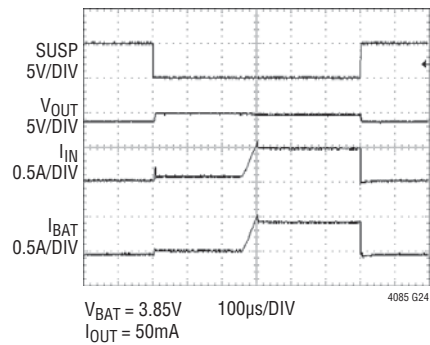 SUSP
5V/DIV
VOUT
5V/DIV
IIN
0.5A/DIV
IBAT
0.5A/DIV
VBAT = 3.85V
IOUT = 50mA
100µs/DIV
4085 G24